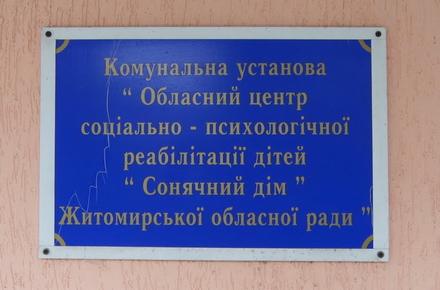 Комунальна установа
“ Обласний центр
соціально - психологічної
реабілітації дітей
“ Сонячний дім ”
Житомирської обласної ради ”